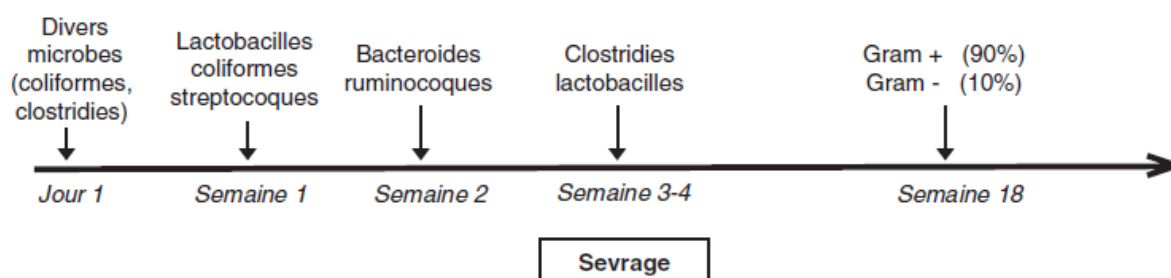 Divers
microbes
(coliformes,
clostridies)
Lactobacilles
coliformes
streptocoques
Bacteroides
ruminocoques
Clostridies
lactobacilles
Gram + (90%)
Gram - (10%)
Jour 1
Semaine 1
Semaine 2
Semaine 3-4
Semaine 18
Sevrage